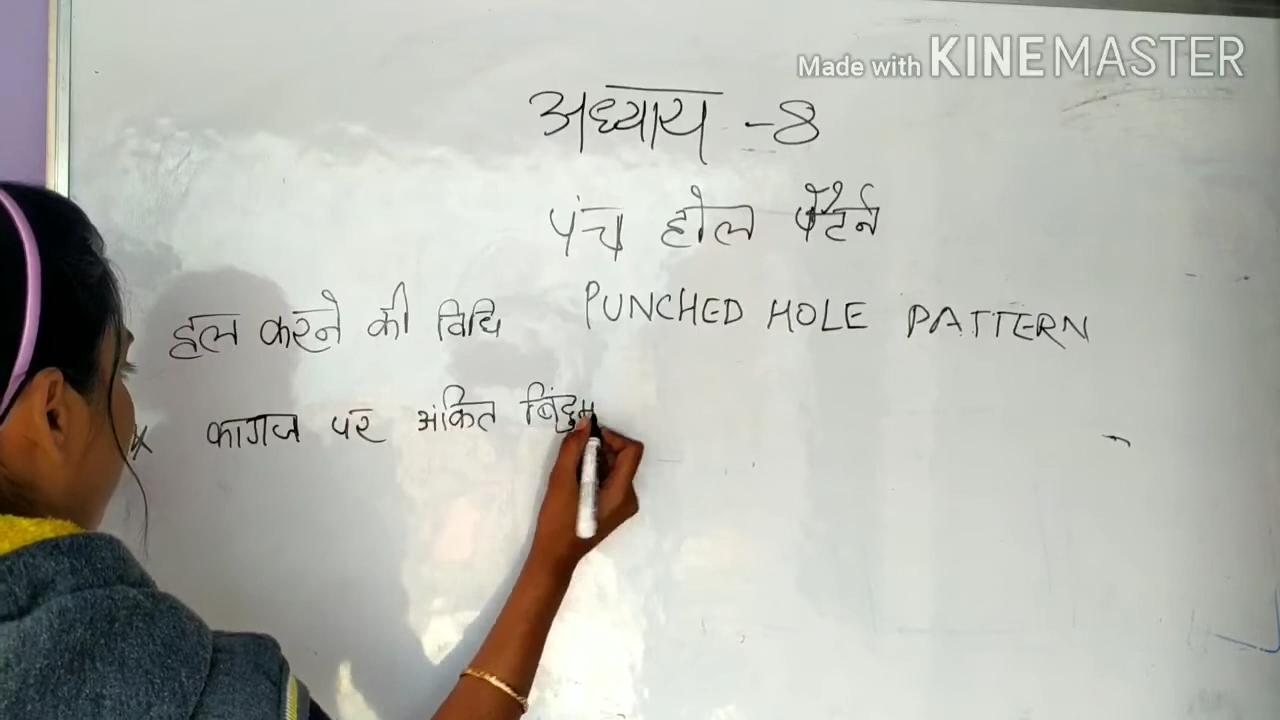 Made with KINEMASTER
अध्याय -8
पंच होल पैटर्न
हल करने की विधि PUNCHED HOLE PATTERN
* कागज पर अंकित